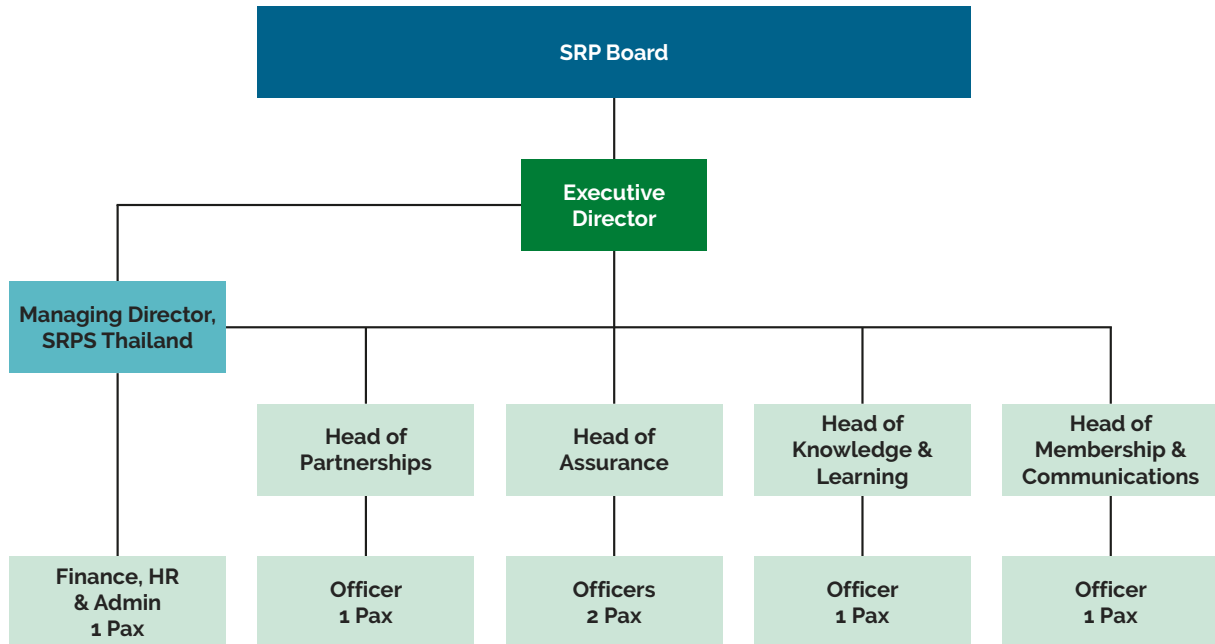 SRP Board
Executive
Director
Managing Director,
SRPS Thailand
Head of
Partnerships
Head of
Assurance
Head of
Knowledge &
Learning
Head of
Membership &
Communications
Finance, HR
& Admin
1 Pax
Officer
1 Pax
Officers
2 Pax
Officer
1 Pax
Officer
1 Pax